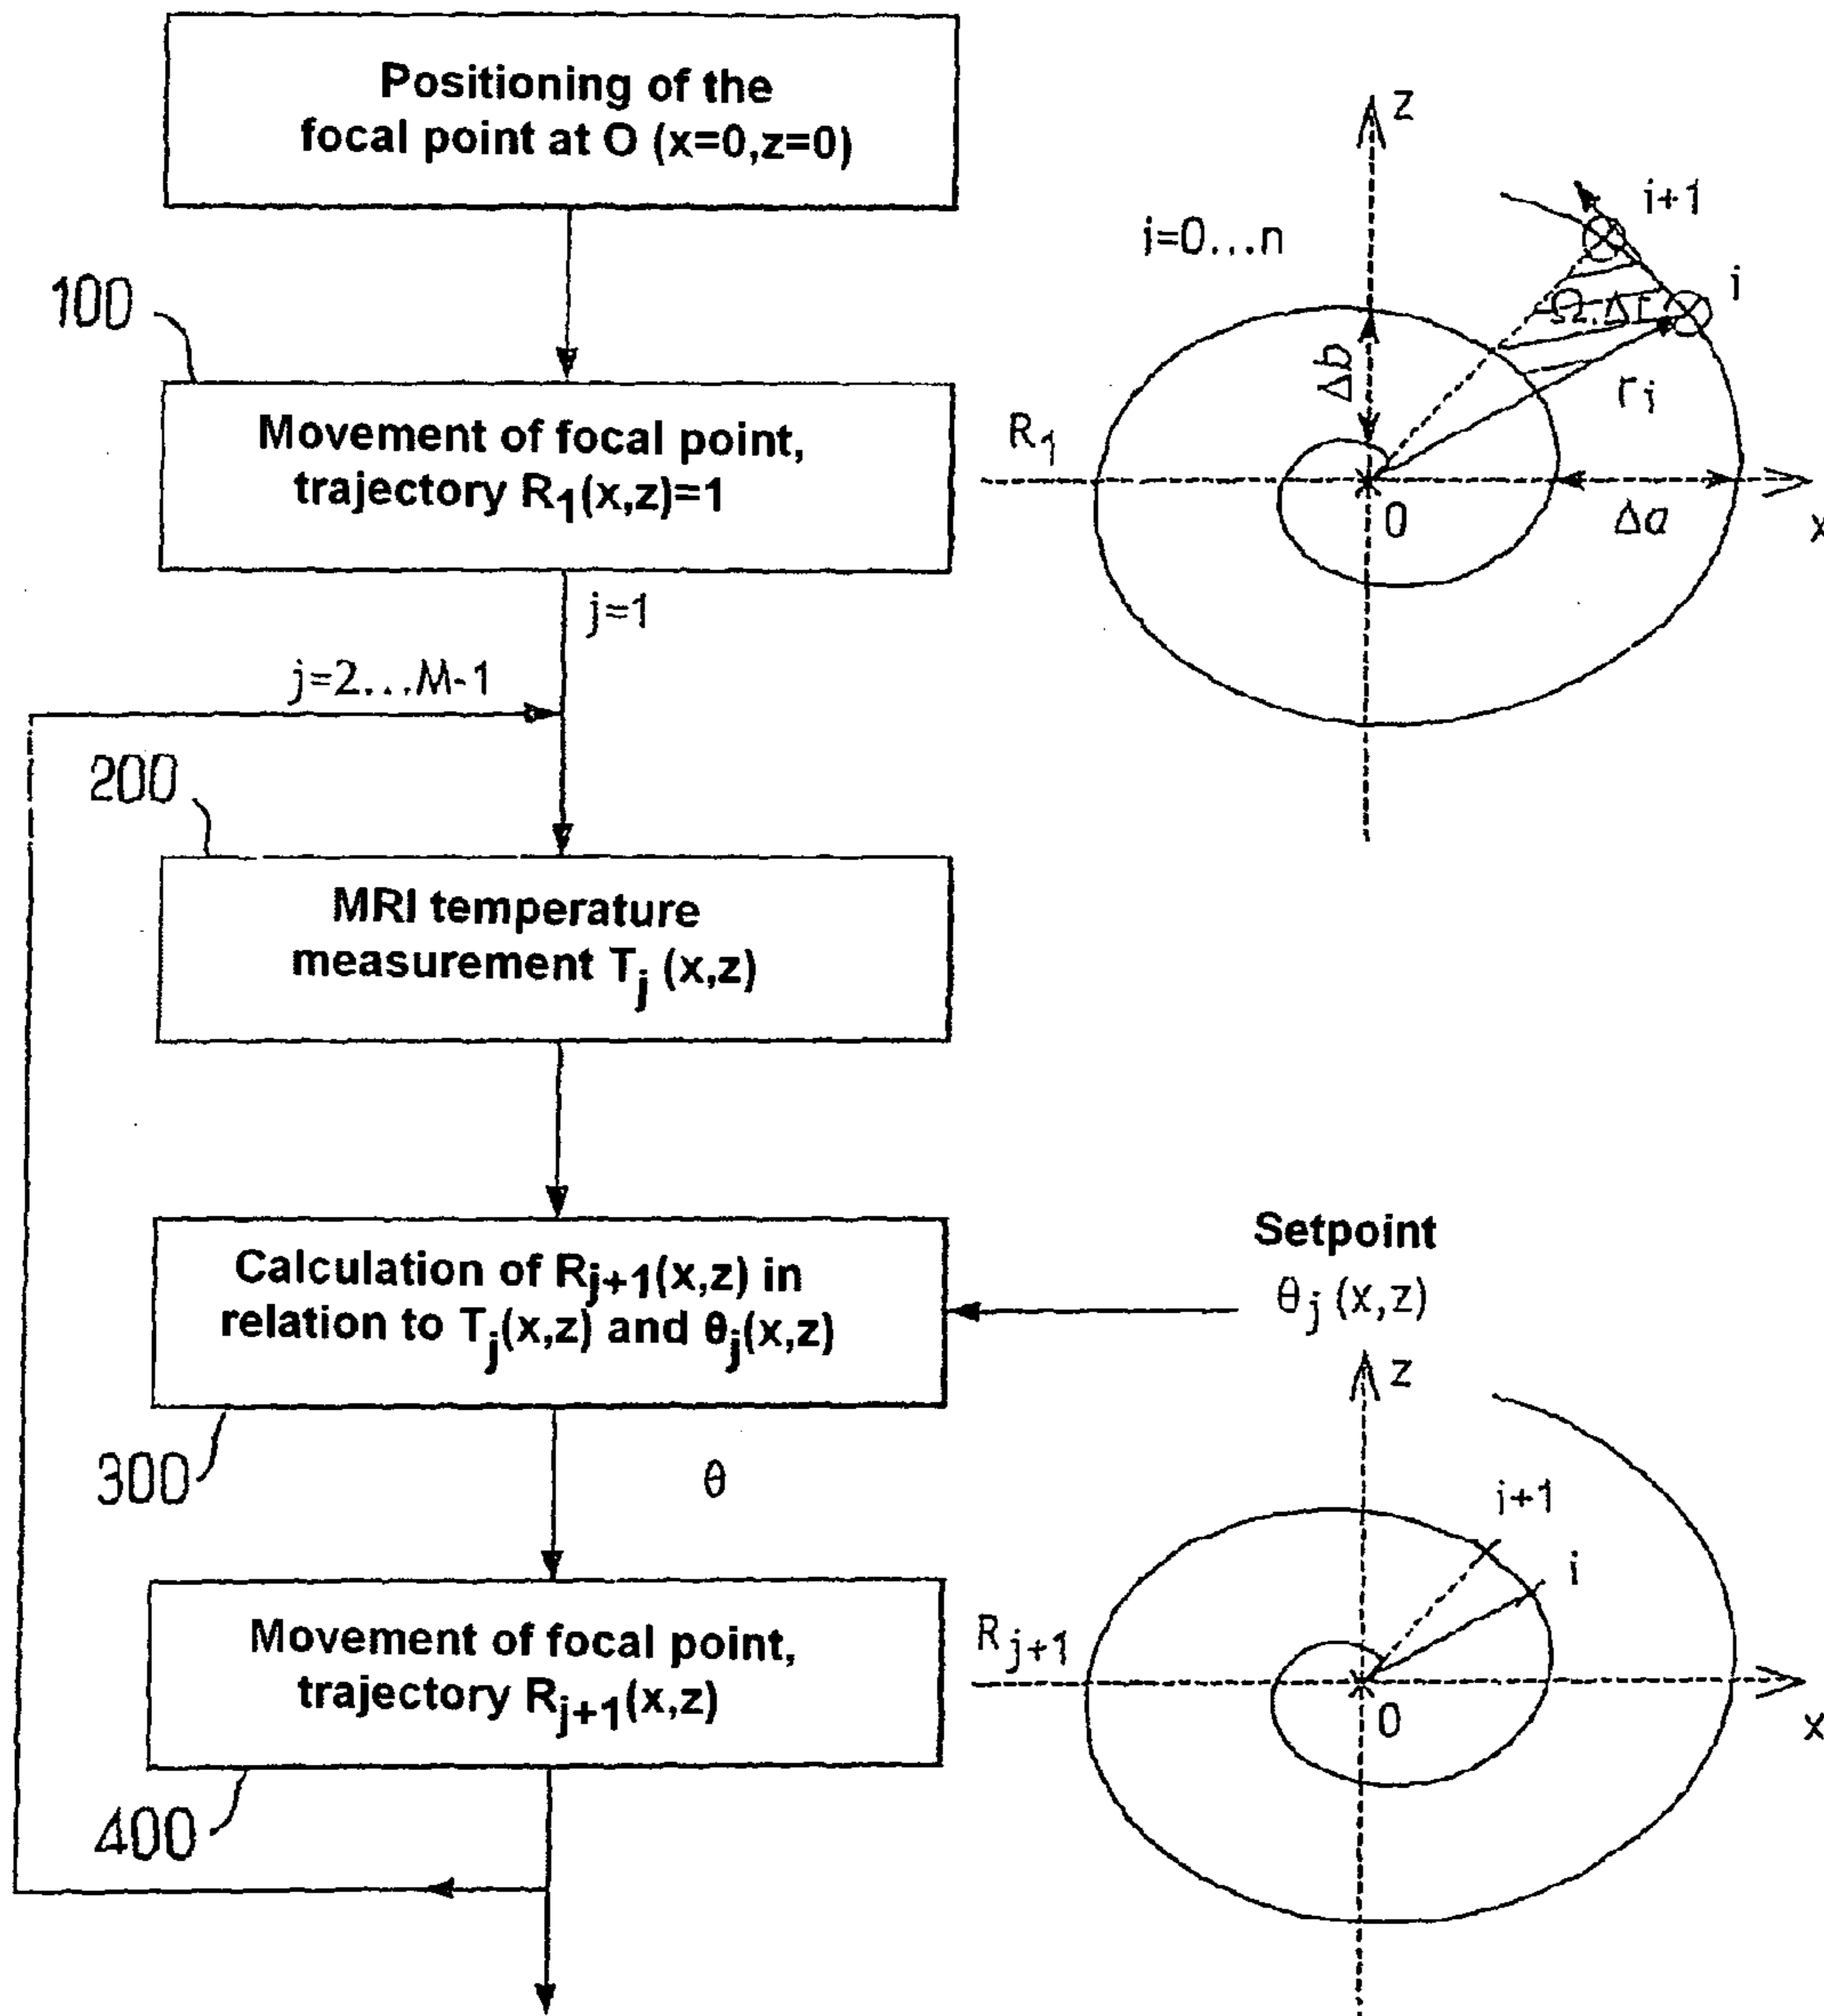 Positioning of the
focal point at O (x=0,z=0)
100
Movement of focal point,
trajectory R₁(x,z)=1
j=1
j=2...M-1
200
MRI temperature
measurement Tⱼ (x,z)
Calculation of Rⱼ₊₁(x,z) in
relation to Tⱼ(x,z) and θⱼ(x,z)
300
θ
Movement of focal point,
trajectory Rⱼ₊₁(x,z)
400
z
i=0...n
i+1
i
Δb
rᵢ
R₁
0
Δa
x
Setpoint
θⱼ (x,z)
z
i+1
i
Rⱼ₊₁
0
x